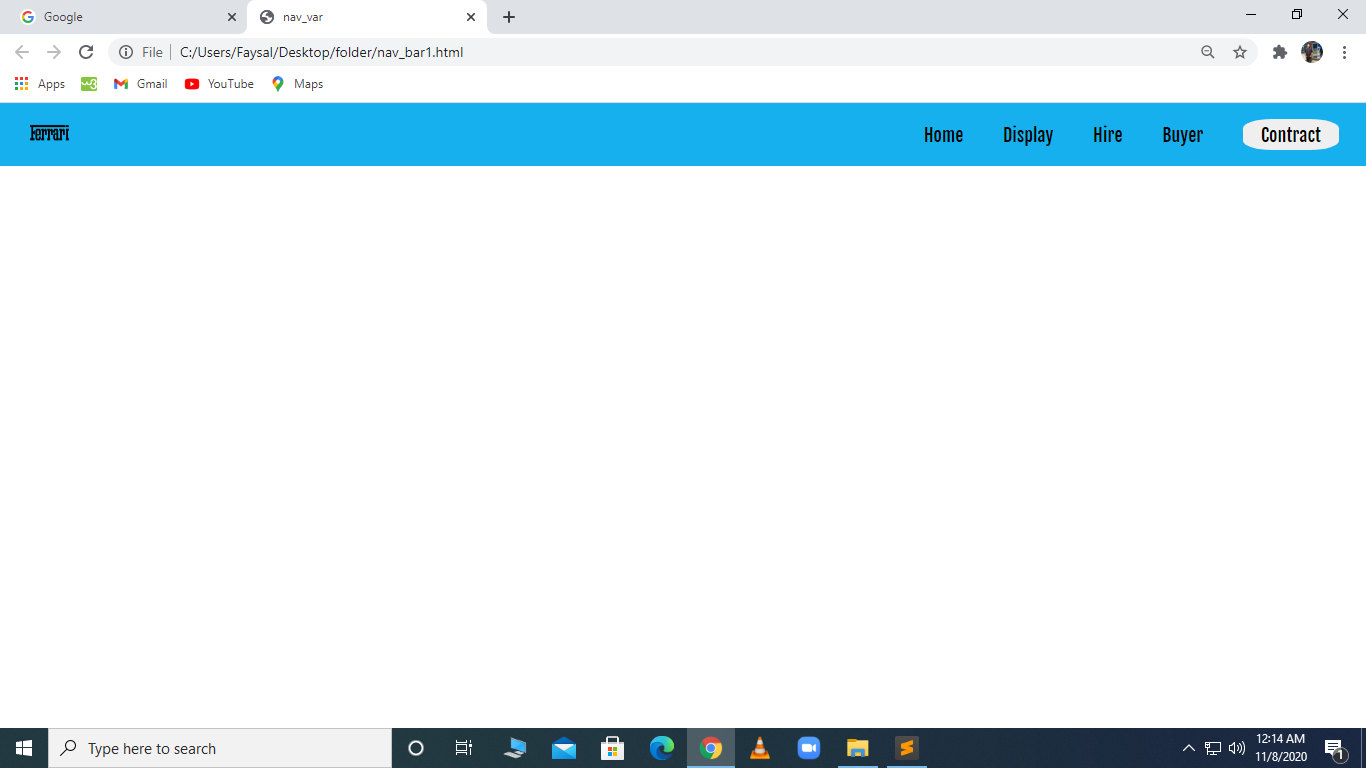 Google
nav_var
File
C:/Users/Faysal/Desktop/folder/nav_bar1.html
Apps
Gmail
YouTube
Maps
Ferrari
Home
Display
Hire
Buyer
Contract
Type here to search
12:14 AM
11/8/2020
1